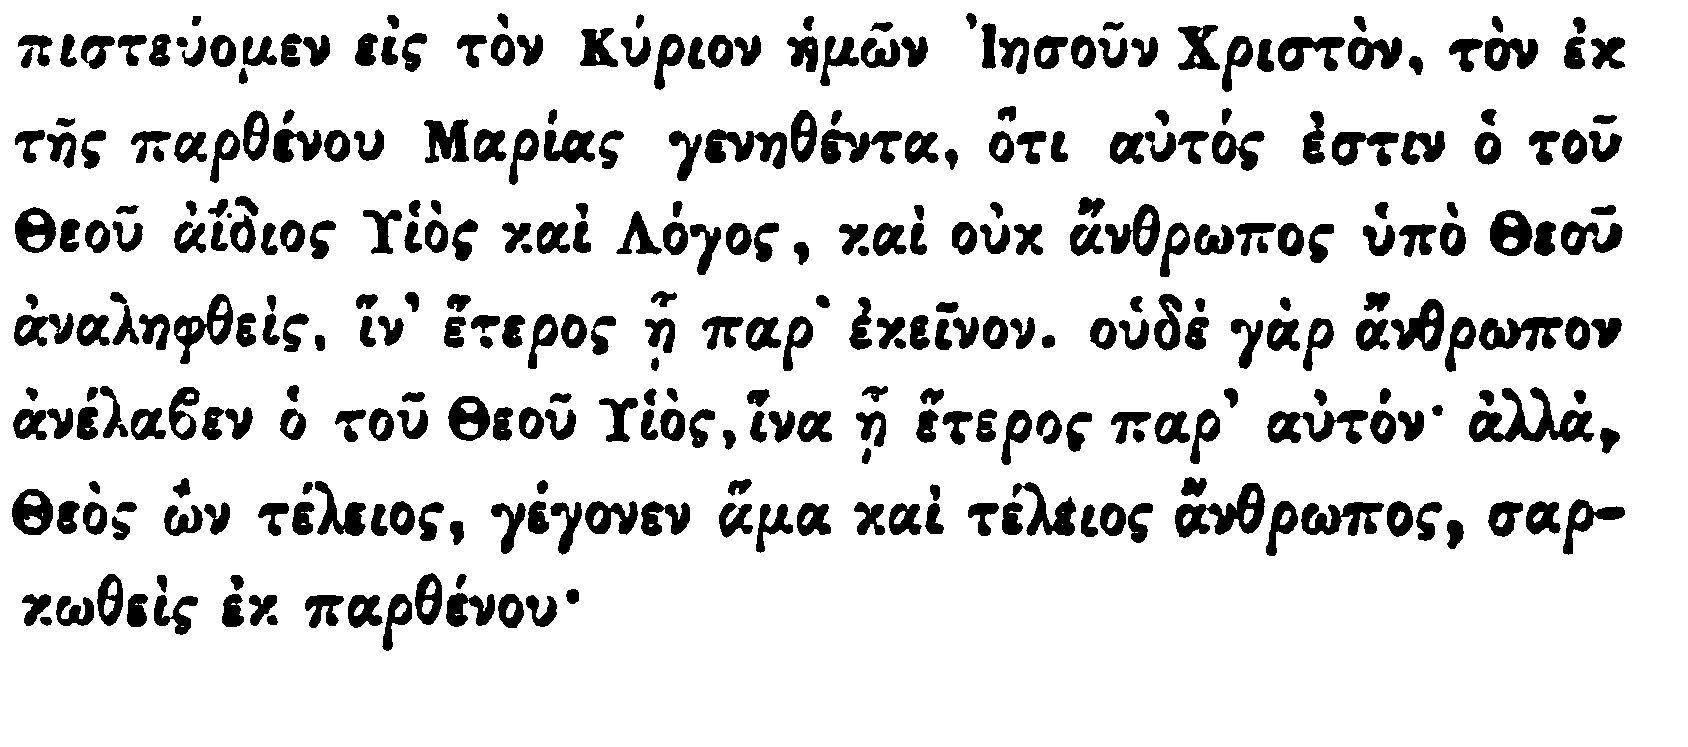 πιστεύομεν εἰς τὸν Κύριον ἡμῶν Ἰησοῦν Χριστὸν, τὸν ἐκ
τῆς παρθένου Μαρίας γενηθέντα, ὅτι αὐτός ἐστιν ὁ τοῦ
Θεοῦ ἀΐδιος Υἱὸς καὶ Λόγος, καὶ οὐκ ἄνθρωπος ὑπὸ Θεοῦ
ἀναληφθεὶς, ἵν' ἕτερος ᾖ παρ' ἐκεῖνον. οὐδὲ γὰρ ἄνθρωπον
ἀνέλαβεν ὁ τοῦ Θεοῦ Υἱὸς, ἵνα ᾖ ἕτερος παρ' αὐτόν· ἀλλὰ,
Θεὸς ὢν τέλειος, γέγονεν ἅμα καὶ τέλειος ἄνθρωπος, σαρ-
κωθεὶς ἐκ παρθένου·